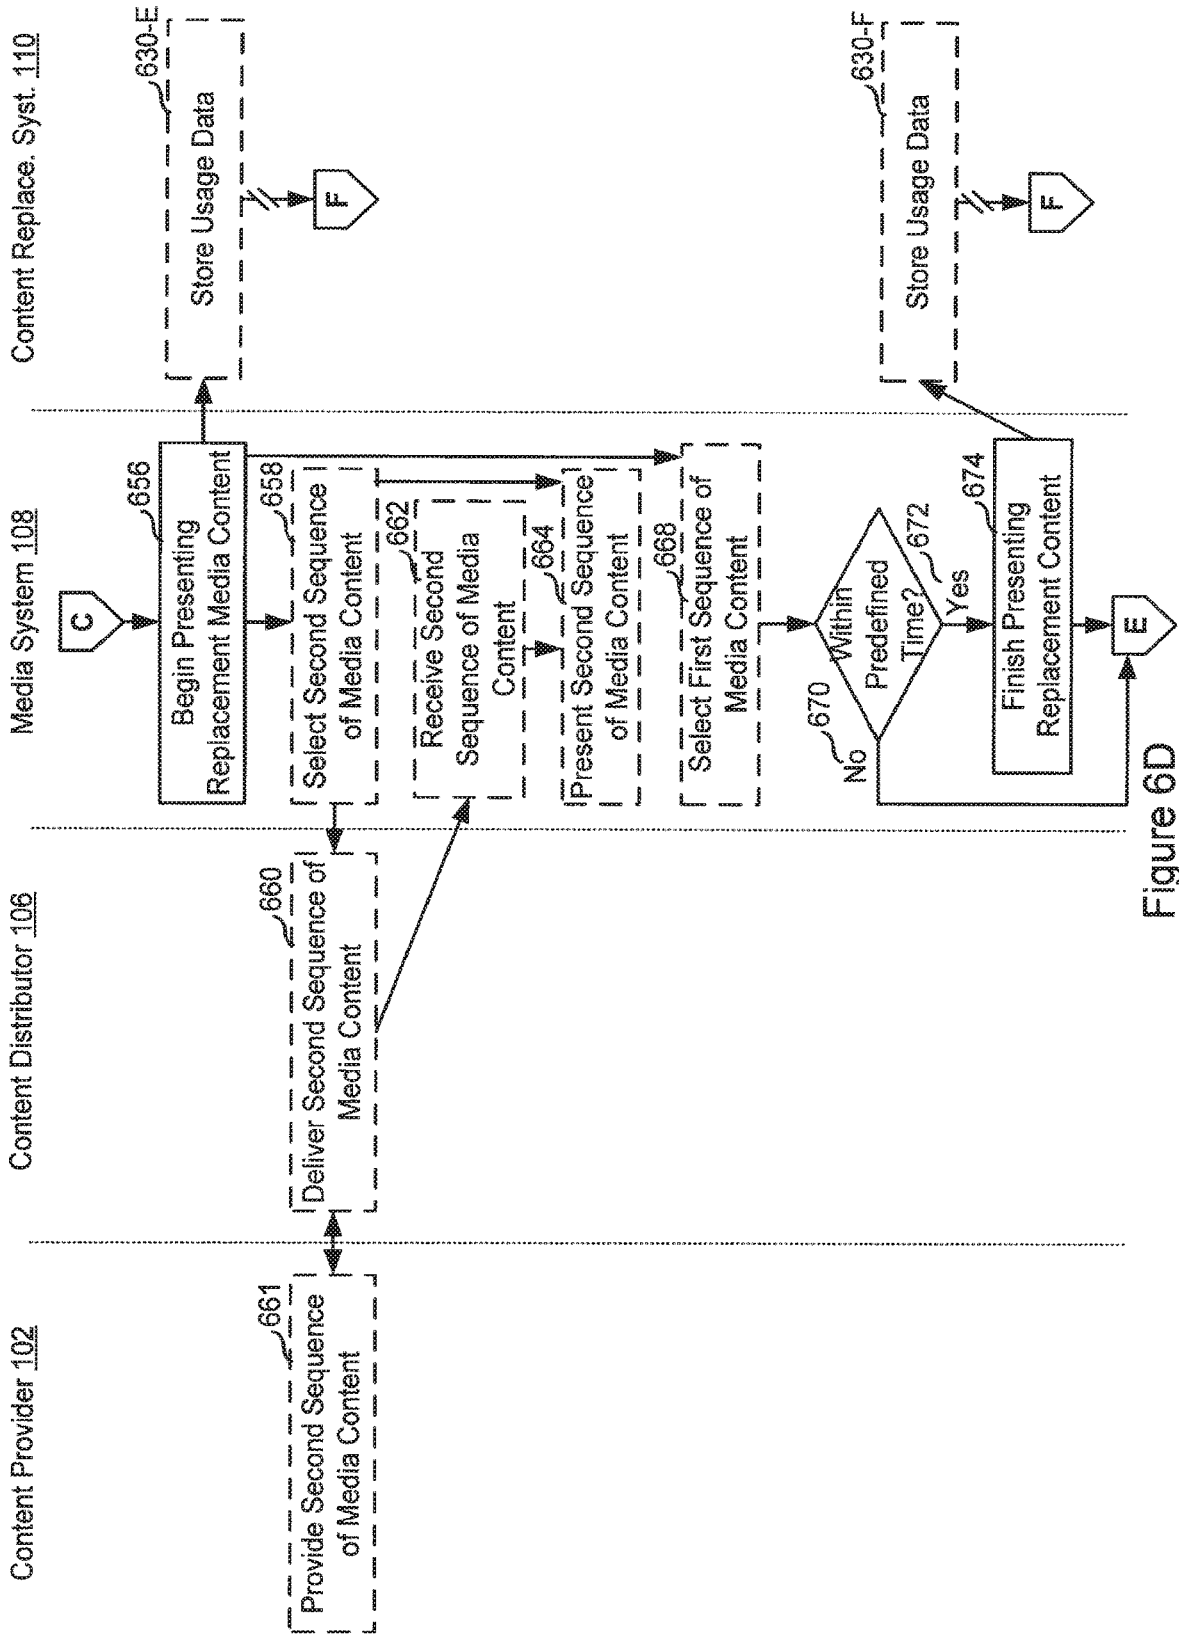 Content Provider 102
Content Distributor 106
Media System 108
Content Replace. Syst. 110
C
656
Begin Presenting
Replacement Media Content
630-E
Store Usage Data
F
661
Provide Second Sequence
of Media Content
660
Deliver Second Sequence of
Media Content
658
Select Second Sequence
of Media Content
662
Receive Second
Sequence of Media
Content
664
Present Second Sequence
of Media Content
668
Select First Sequence of
Media Content
670
No
Within
Predefined
Time?
672
Yes
674
Finish Presenting
Replacement Content
630-F
Store Usage Data
F
E
Figure 6D